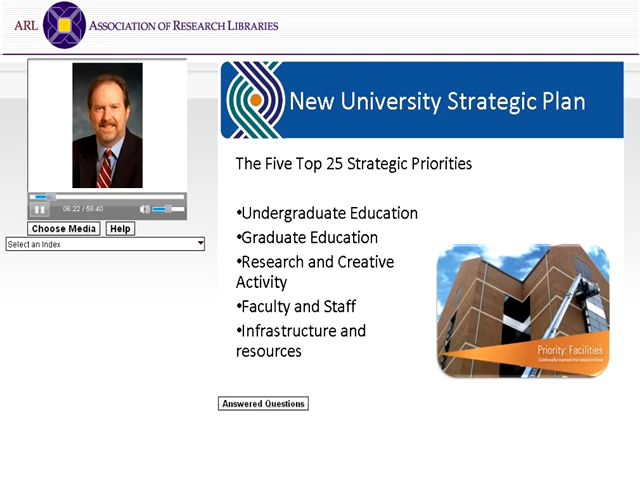 ARL ASSOCIATION OF RESEARCH LIBRARIES
New University Strategic Plan
The Five Top 25 Strategic Priorities
•Undergraduate Education
•Graduate Education
•Research and Creative
Activity
•Faculty and Staff
•Infrastructure and
resources
Priority: Facilities
06:22 / 58:40
Choose Media
Help
Select an Index
Answered Questions